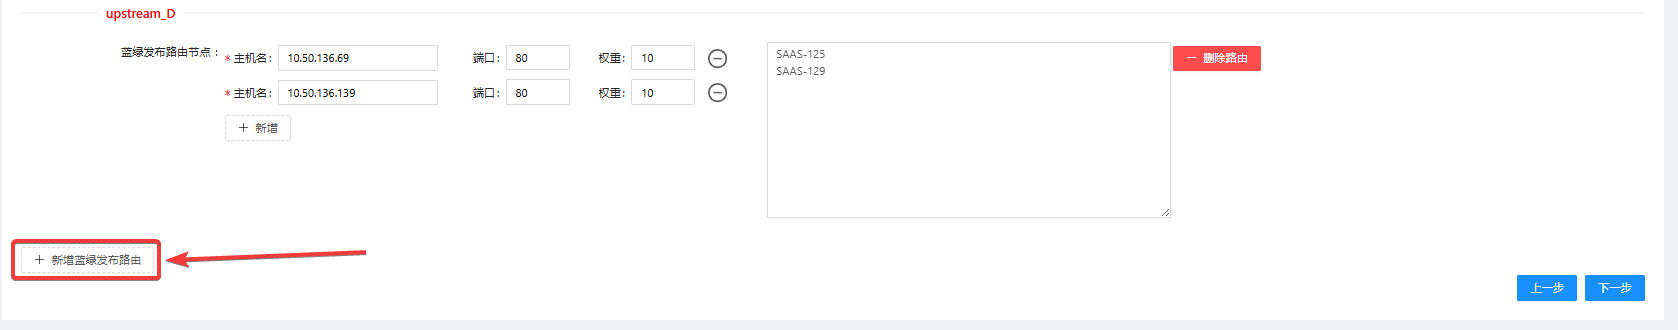 upstream_D
蓝绿发布路由节点：
* 主机名: 10.50.136.69 端口: 80 权重: 10
* 主机名: 10.50.136.139 端口: 80 权重: 10
+ 新增
SAAS-125
SAAS-129
— 删除路由
+ 新增蓝绿发布路由
上一步 下一步